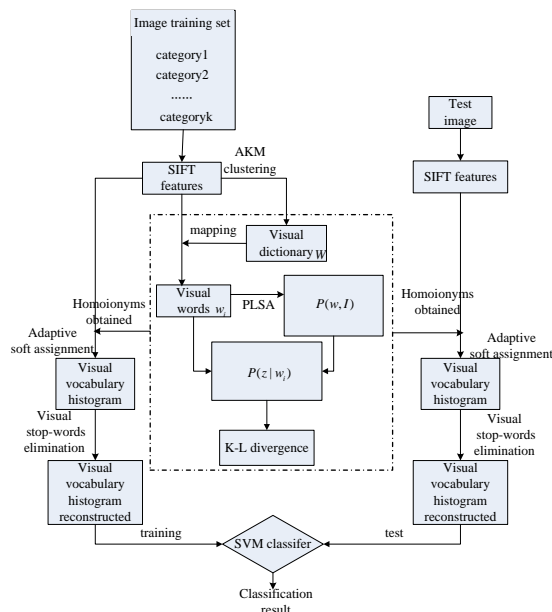 Image training set
category1
category2
......
categoryk
Test
image
AKM
clustering
SIFT
features
SIFT features
mapping
Visual
dictionary W
Visual
words w_i
PLSA
P(w,I)
Homoionyms
obtained
Homoionyms
obtained
Adaptive
soft assignment
Adaptive
soft assignment
P(z | w_i)
Visual
vocabulary
histogram
Visual
vocabulary
histogram
Visual
stop-words
elimination
Visual
stop-words
elimination
K-L divergence
Visual
vocabulary
histogram
reconstructed
Visual
vocabulary
histogram
reconstructed
training
SVM classifer
test
Classification
result